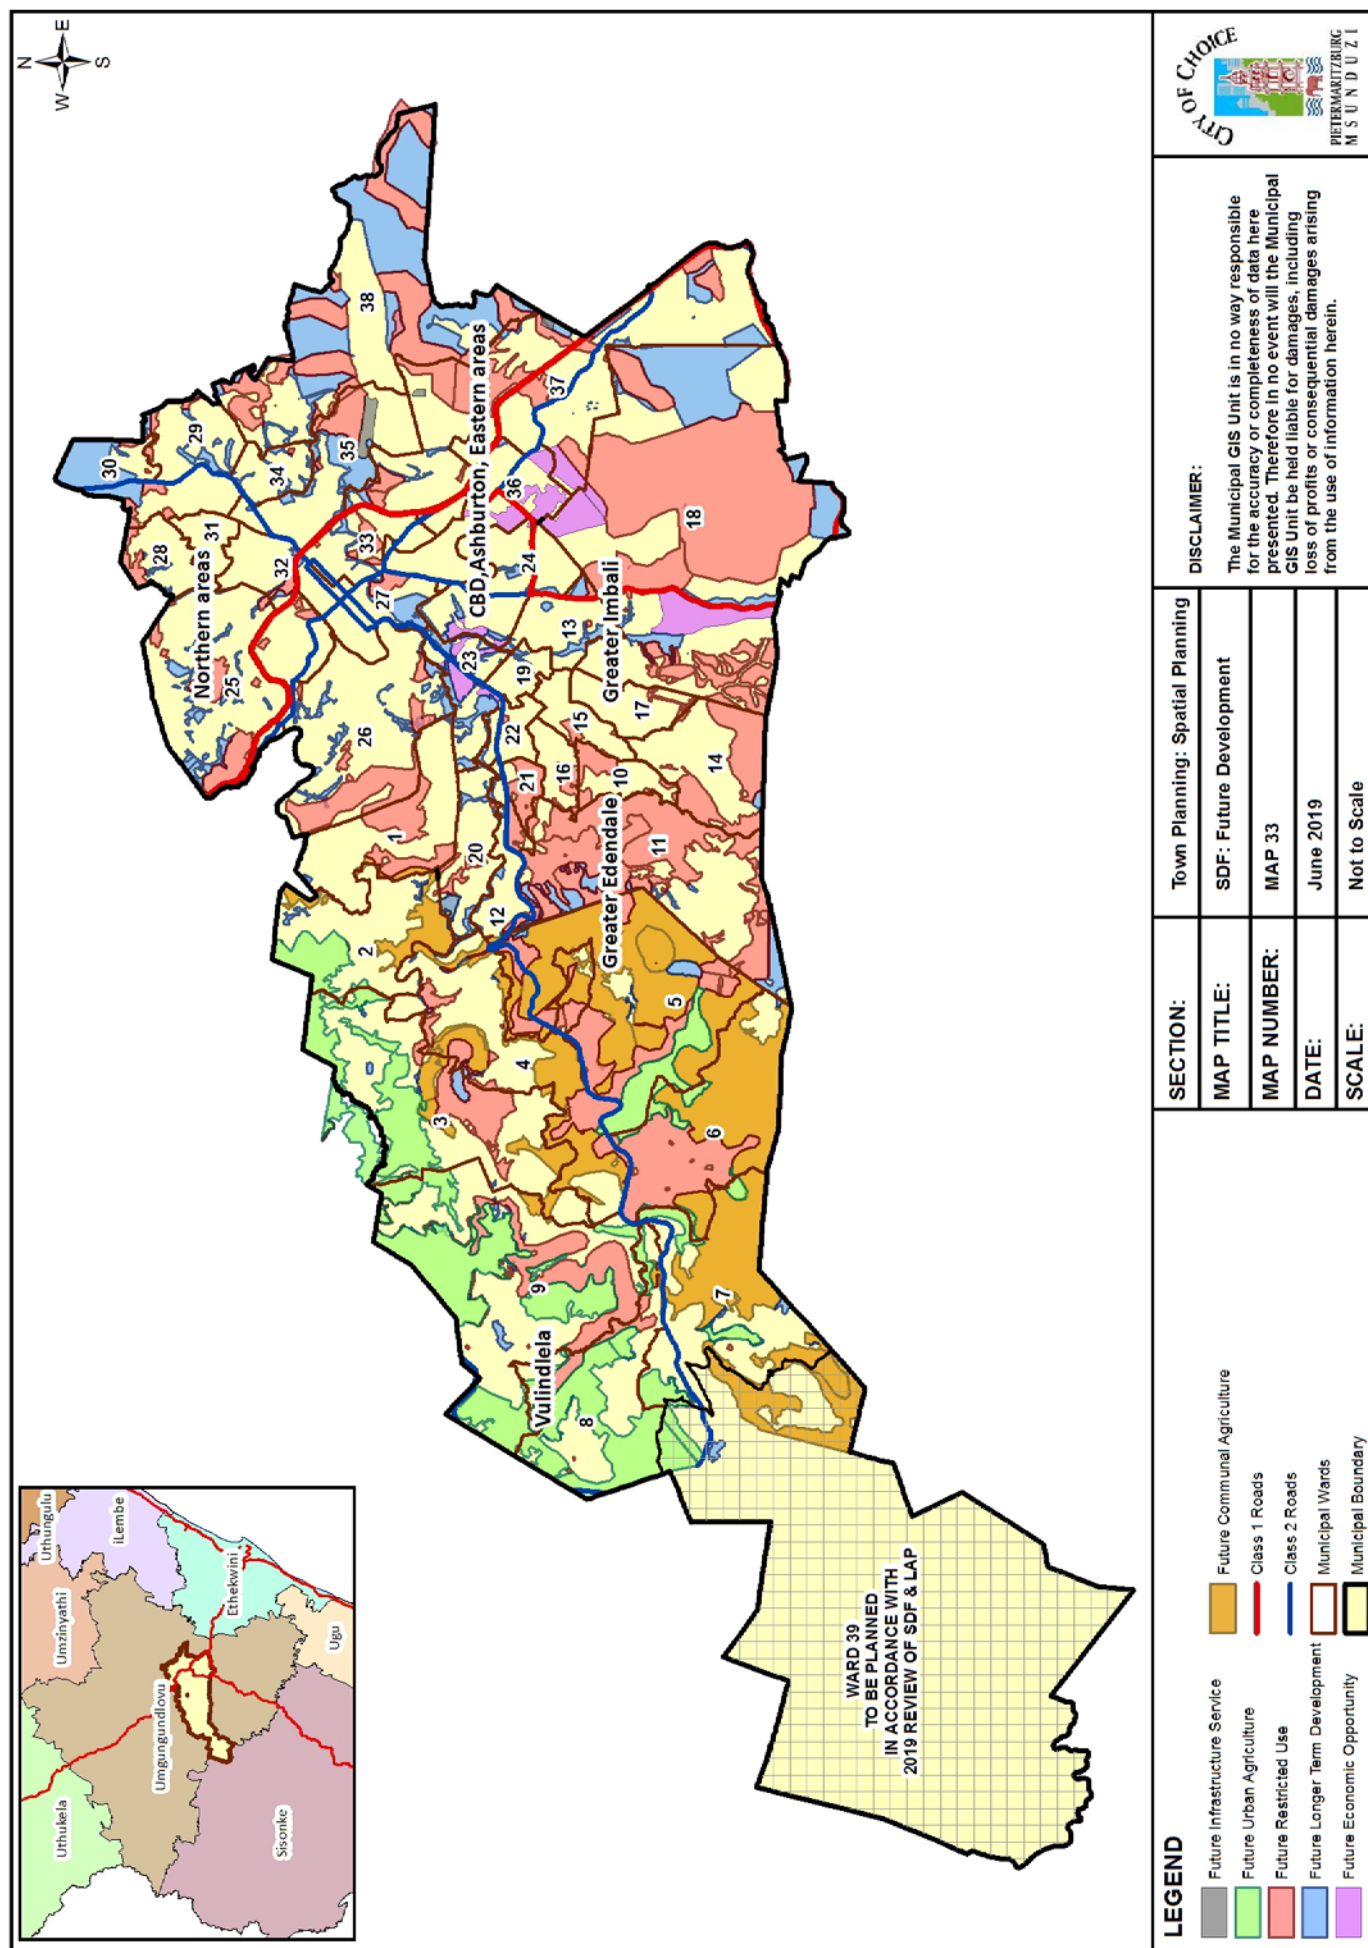 N
W
E
S
Uthukela
Umzinyathi
Uthungulu
iLembe
Umgungundlovu
Ethekwini
Ugu
Sisonke
30
29
28
31
34
Northern areas
32
35
38
25
33
27
26
CBD,Ashburton, Eastern areas
36
37
24
23
1
19
13
18
Greater Imbali
22
20
21
15
17
16
10
14
2
12
Greater Edendale
11
3
4
5
6
9
Vulindlela
7
8
WARD 39
TO BE PLANNED
IN ACCORDANCE WITH
2019 REVIEW OF SDF & LAP
LEGEND
Future Infrastructure Service
Future Urban Agriculture
Future Restricted Use
Future Longer Term Development
Future Economic Opportunity
Future Communal Agriculture
Class 1 Roads
Class 2 Roads
Municipal Wards
Municipal Boundary
SECTION:
Town Planning: Spatial Planning
MAP TITLE:
SDF: Future Development
MAP NUMBER:
MAP 33
DATE:
June 2019
SCALE:
Not to Scale
DISCLAIMER:
The Municipal GIS Unit is in no way responsible
for the accuracy or completeness of data here
presented. Therefore in no event will the Municipal
GIS Unit be held liable for damages, including
loss of profits or consequential damages arising
from the use of information herein.
CITY OF CHOICE
PIETERMARITZBURG
MSUNDUZI